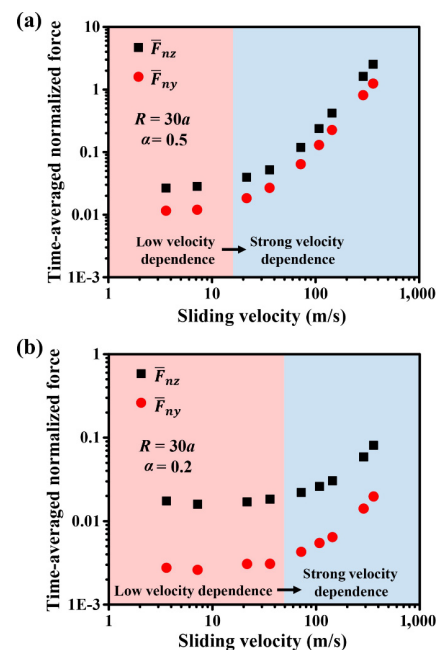 (a)
Time-averaged normalized force
10
1
0.1
0.01
1E-3
F̅nz
F̅ny
R = 30a
α = 0.5
Low velocity dependence
Strong velocity dependence
1
10
100
1,000
Sliding velocity (m/s)
(b)
Time-averaged normalized force
1
0.1
0.01
1E-3
F̅nz
F̅ny
R = 30a
α = 0.2
Low velocity dependence
Strong velocity dependence
1
10
100
1,000
Sliding velocity (m/s)